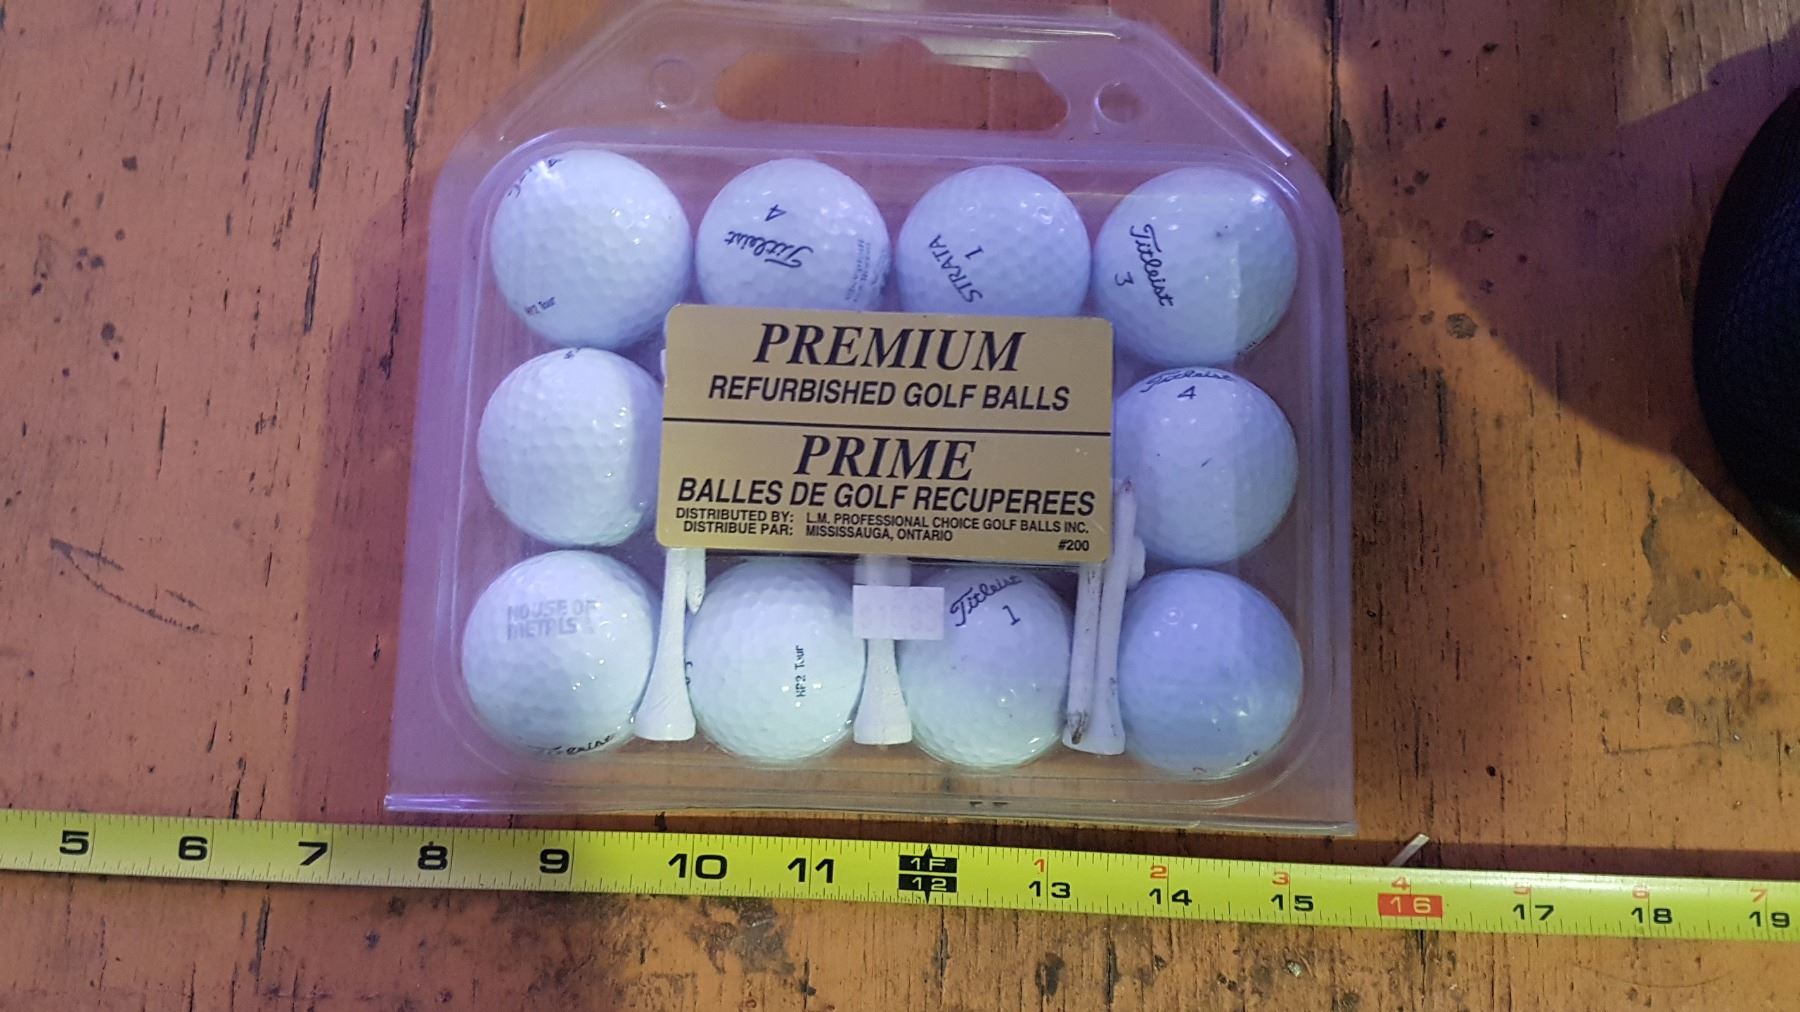 4
Titleist
STRATA
1
Titleist
3
Tour
PREMIUM
REFURBISHED GOLF BALLS
PRIME
BALLES DE GOLF RECUPEREES
DISTRIBUTED BY: L.M. PROFESSIONAL CHOICE GOLF BALLS INC.
DISTRIBUE PAR: MISSISSAUGA, ONTARIO
#200
Titleist
4
HOUSE OF
METALS
Titleist
HP2 Tour
Titleist
1
1F 1 2 3 4 5 6 7
5 6 7 8 9 10 11 12 13 14 15 16 17 18 19